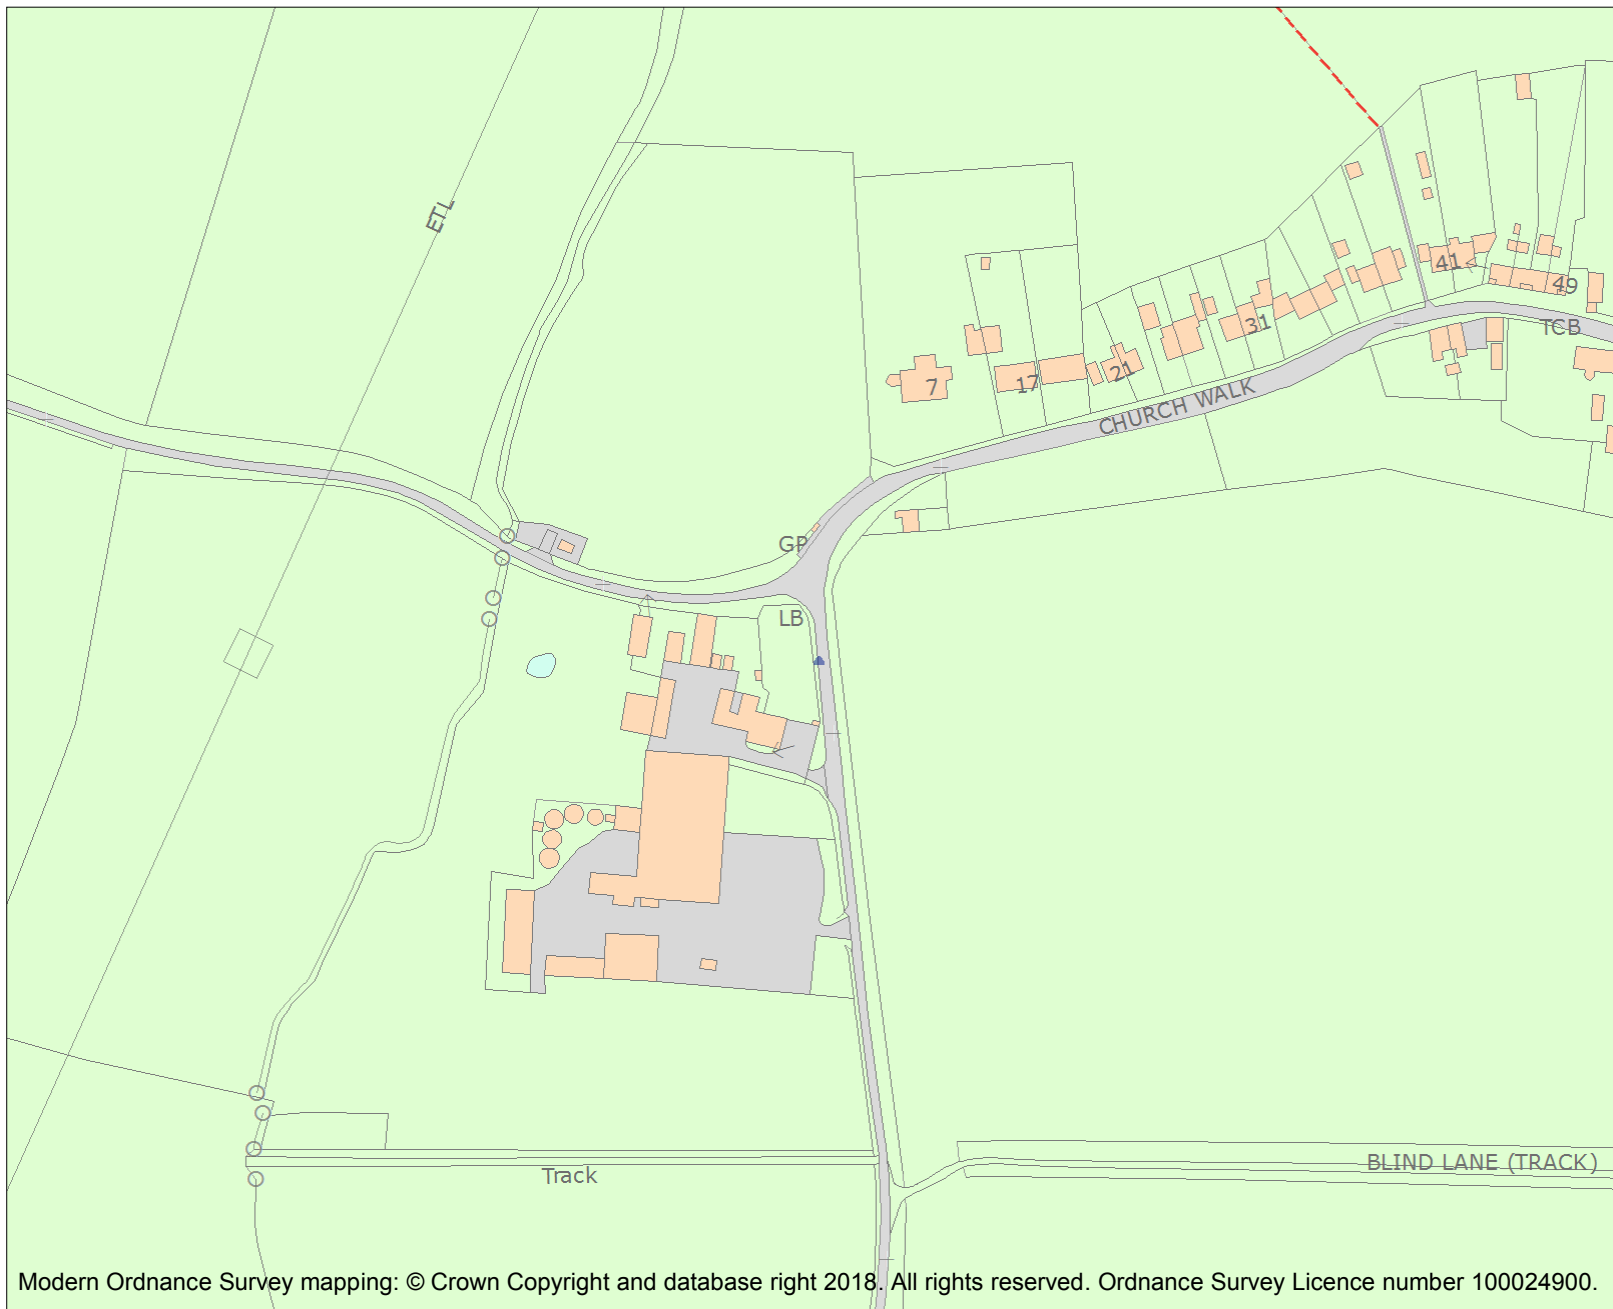 ETL
41
49
31
TCB
21
17
7
CHURCH WALK
GP
LB
BLIND LANE (TRACK)
Track
Modern Ordnance Survey mapping: © Crown Copyright and database right 2018. All rights reserved. Ordnance Survey Licence number 100024900.